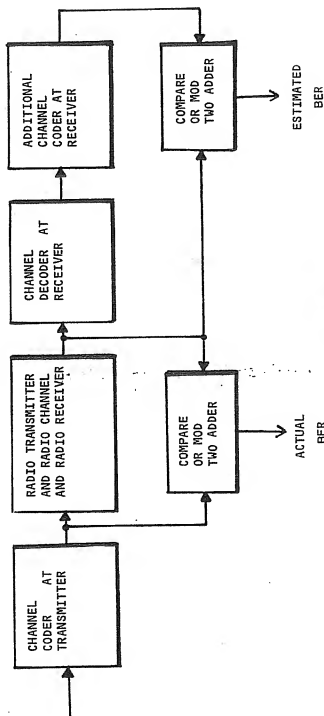 CHANNEL
CODER AT
TRANSMITTER
RADIO TRANSMITTER
AND RADIO CHANNEL
AND RADIO RECEIVER
CHANNEL
DECODER AT
RECEIVER
ADDITIONAL
CHANNEL
CODER AT
RECEIVER
COMPARE
OR MOD
TWO ADDER
COMPARE
OR MOD
TWO ADDER
ACTUAL
BER
ESTIMATED
BER